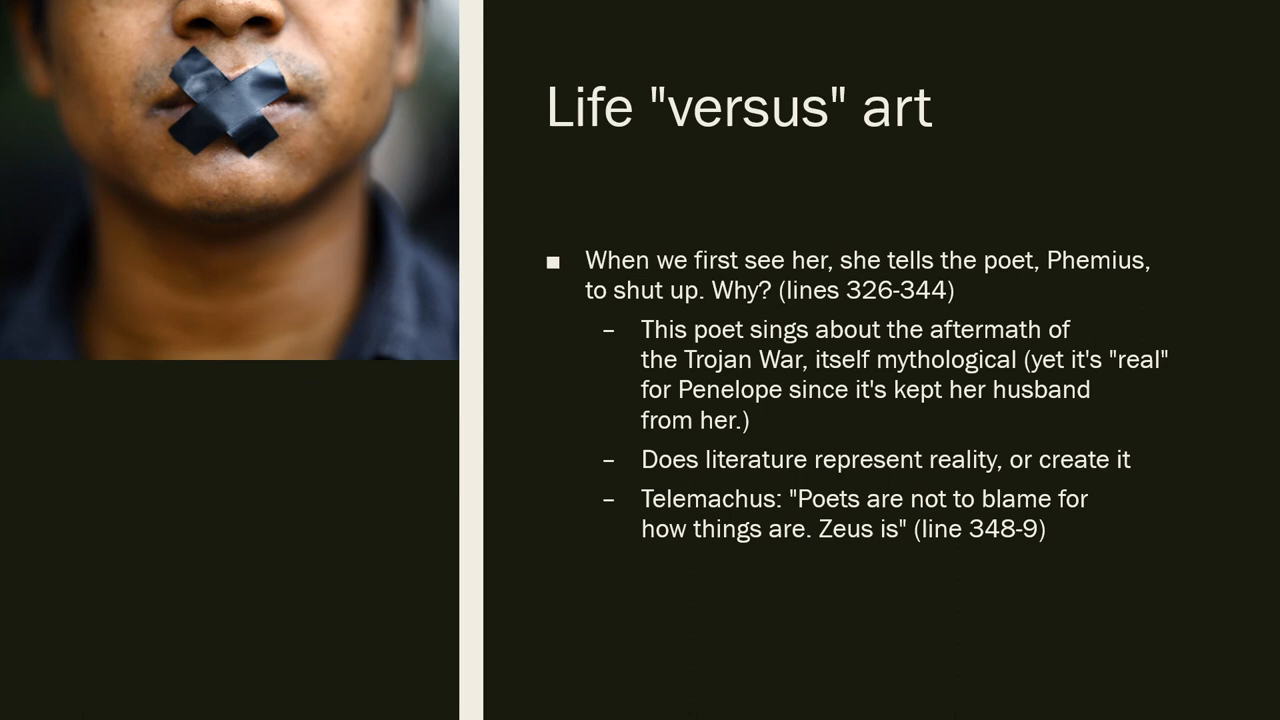 Life "versus" art
■ When we first see her, she tells the poet, Phemius,
to shut up. Why? (lines 326-344)
– This poet sings about the aftermath of
the Trojan War, itself mythological (yet it's "real"
for Penelope since it's kept her husband
from her.)
– Does literature represent reality, or create it
– Telemachus: "Poets are not to blame for
how things are. Zeus is" (line 348-9)